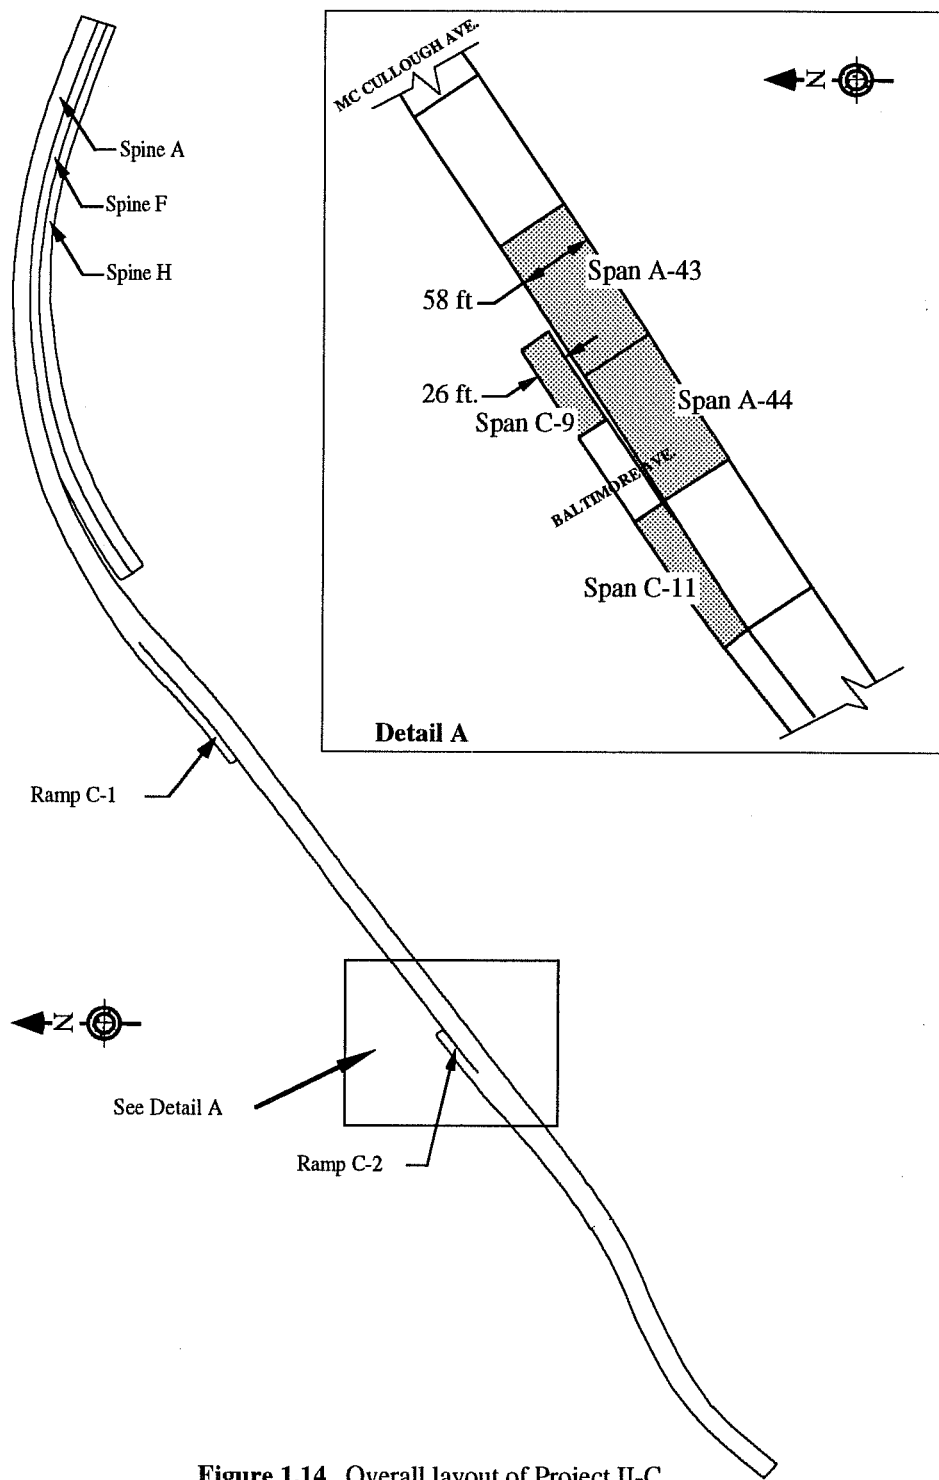 MC CULLOUGH AVE.
N
Spine A
Spine F
Spine H
Span A-43
58 ft
26 ft.
Span C-9
Span A-44
BALTIMORE AVE.
Span C-11
Detail A
Ramp C-1
N
See Detail A
Ramp C-2
Figure 1.14 Overall layout of Project II-C